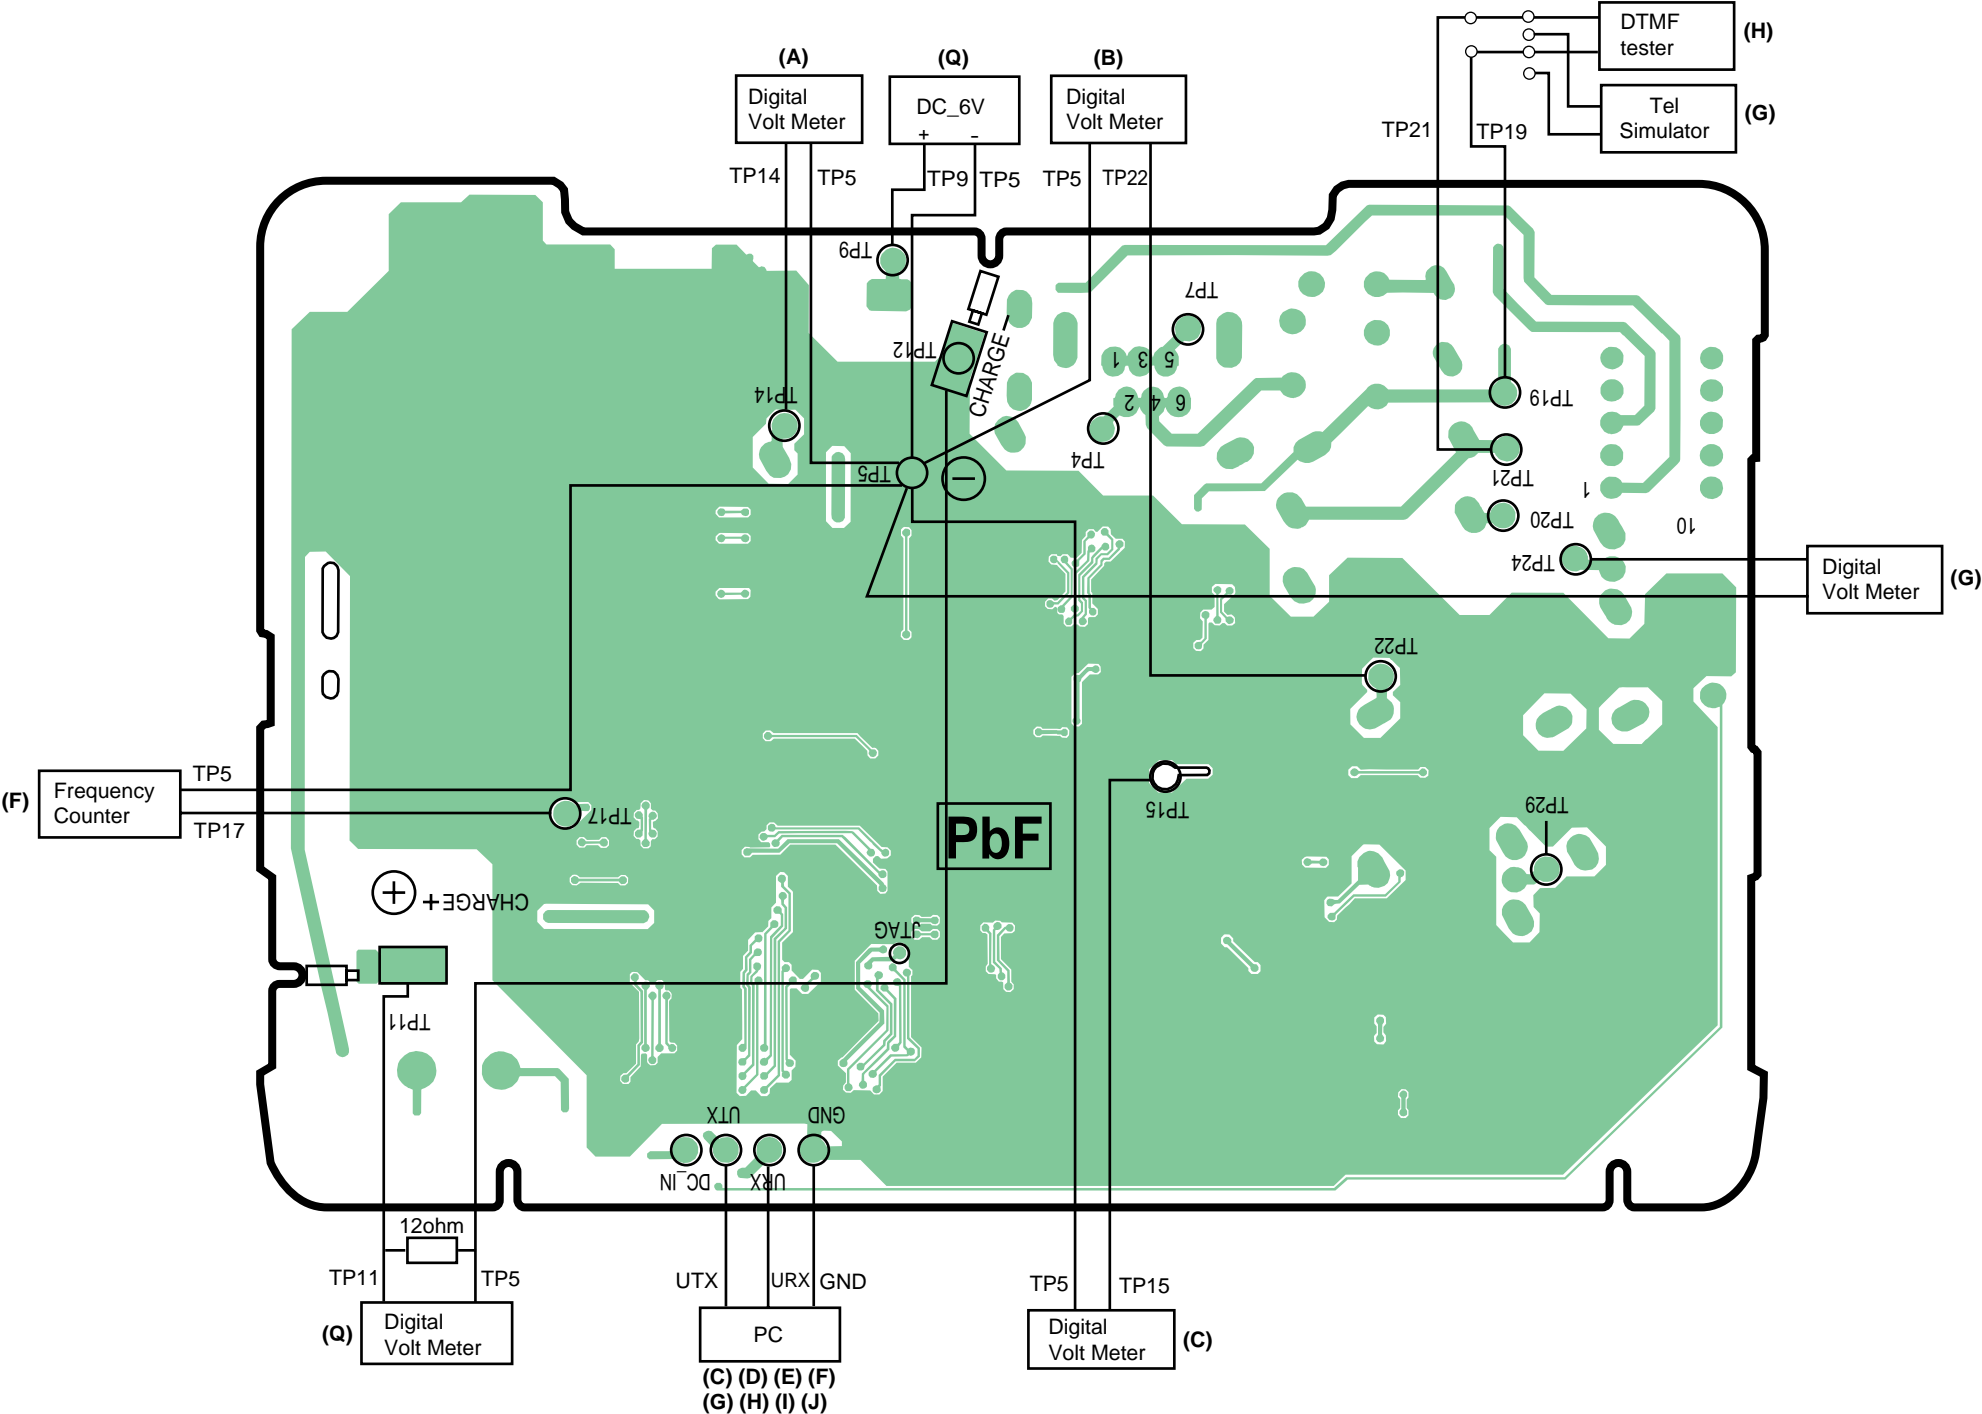 (A)
(Q)
(B)
DTMF
tester
(H)
Digital
Volt Meter
DC_6V
+ −
Digital
Volt Meter
Tel
Simulator
(G)
TP21
TP19
TP14
TP5
TP9
TP5
TP5
TP22
TP9
TP7
TP12
CHARGE −
1 3 5
2 4 6
TP14
TP19
TP4
TP5
−
TP21
1
TP20
10
TP24
Digital
Volt Meter
(G)
TP22
TP5
(F)
Frequency
Counter
TP17
TP17
TP15
TP29
PbF
+
CHARGE+
JTAG
TP11
UTX
GND
DC_IN
URX
12ohm
TP11
TP5
UTX
URX
GND
TP5
TP15
(Q)
Digital
Volt Meter
PC
Digital
Volt Meter
(C)
(C) (D) (E) (F)
(G) (H) (I) (J)